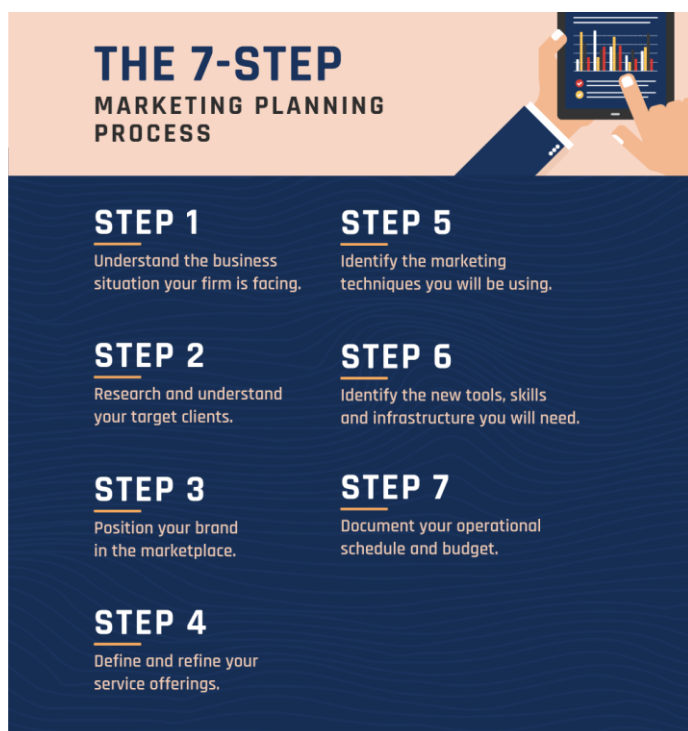 THE 7-STEP
MARKETING PLANNING
PROCESS
STEP 1
Understand the business
situation your firm is facing.
STEP 2
Research and understand
your target clients.
STEP 3
Position your brand
in the marketplace.
STEP 4
Define and refine your
service offerings.
STEP 5
Identify the marketing
techniques you will be using.
STEP 6
Identify the new tools, skills
and infrastructure you will need.
STEP 7
Document your operational
schedule and budget.